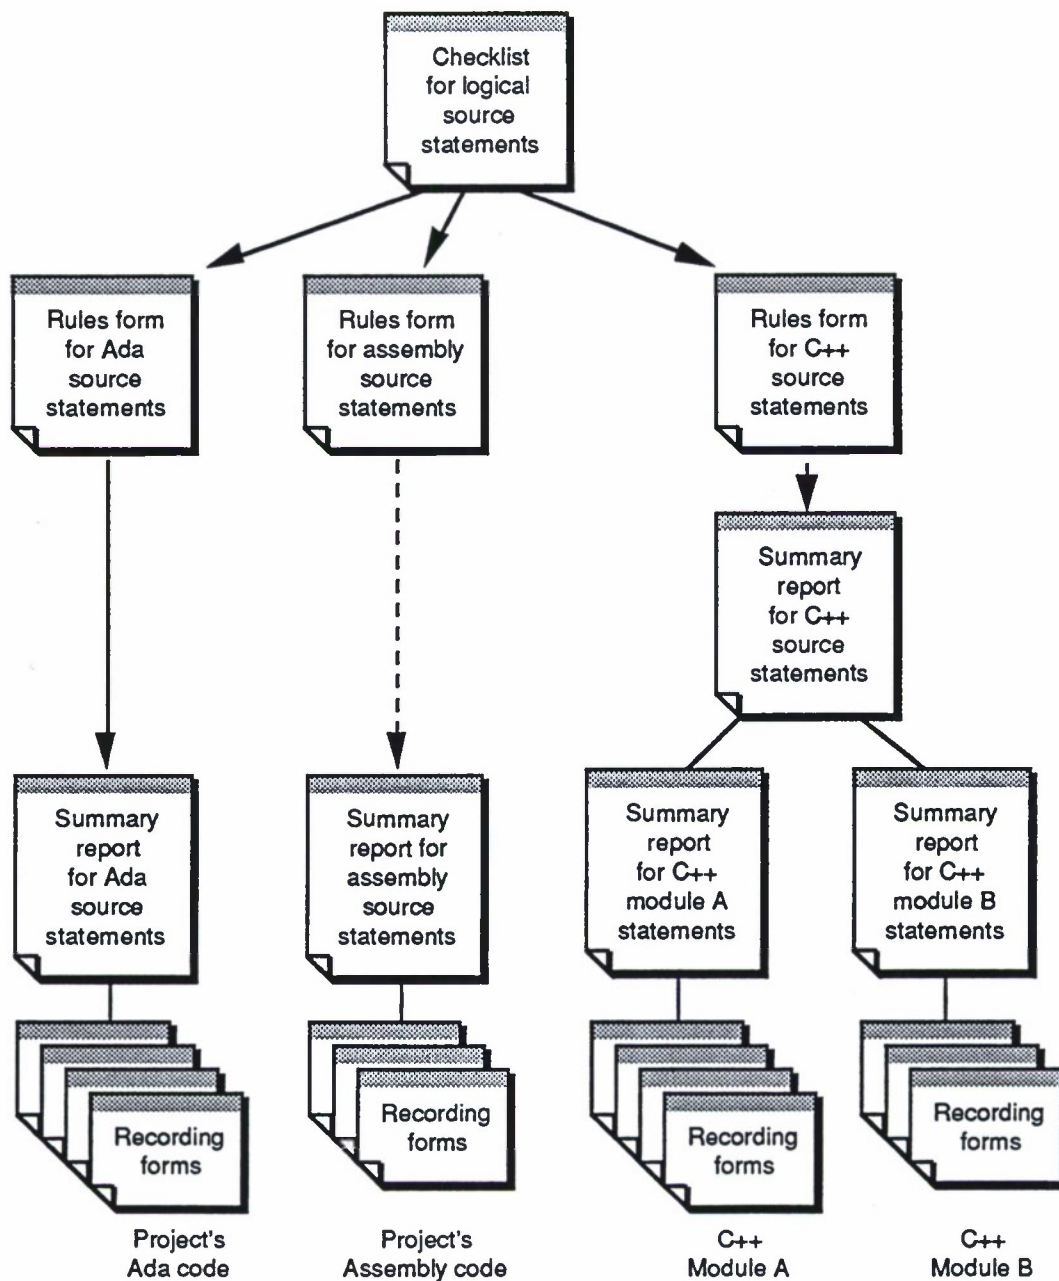 Checklist
for logical
source
statements
Rules form
for Ada
source
statements
Rules form
for assembly
source
statements
Rules form
for C++
source
statements
Summary
report
for C++
source
statements
Summary
report
for Ada
source
statements
Summary
report for
assembly
source
statements
Summary
report
for C++
module A
statements
Summary
report
for C++
module B
statements
Recording
forms
Recording
forms
Recording
forms
Recording
forms
Project's
Ada code
Project's
Assembly code
C++
Module A
C++
Module B